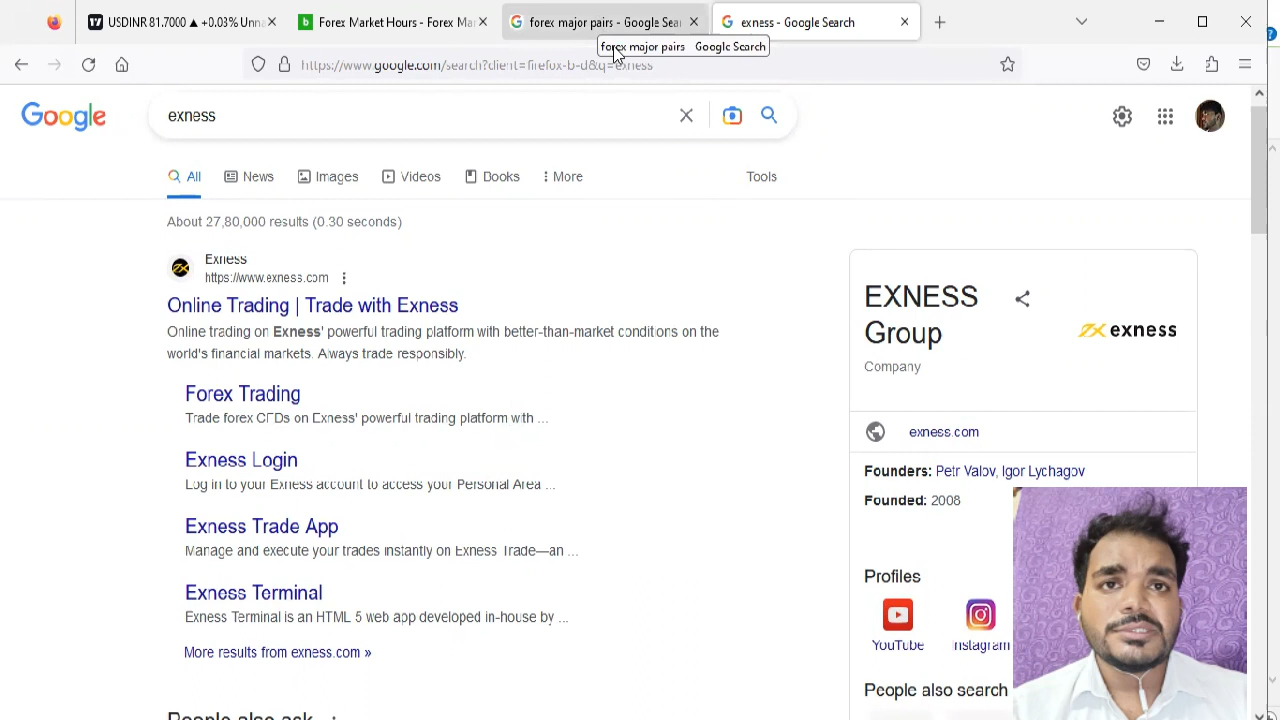 USDINR 81.7000 ▲ +0.03% Unna
Forex Market Hours - Forex Mar
forex major pairs - Google Sear
exness - Google Search
forex major pairs - Google Search
https://www.google.com/search?client=firefox-b-d&q=exness
Google
exness
All
News
Images
Videos
Books
More
Tools
About 27,80,000 results (0.30 seconds)
Exness
https://www.exness.com
Online Trading | Trade with Exness
Online trading on Exness' powerful trading platform with better-than-market conditions on the
world's financial markets. Always trade responsibly.
Forex Trading
Trade forex CFDs on Exness' powerful trading platform with ...
Exness Login
Log in to your Exness account to access your Personal Area ...
Exness Trade App
Manage and execute your trades instantly on Exness Trade—an ...
Exness Terminal
Exness Terminal is an HTML 5 web app developed in-house by ...
More results from exness.com »
People also ask
EXNESS
Group
exness
Company
exness.com
Founders: Petr Valov, Igor Lychagov
Founded: 2008
Profiles
YouTube
Instagram
People also search